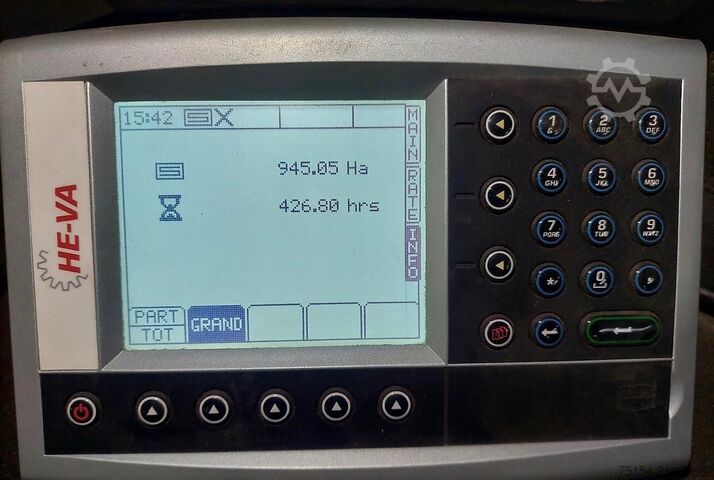 HE-VA
15:42
945.05 Ha
426.80 hrs
MAIN
RATE
INFO
PART
TOT
GRAND
1
2
ABC
3
DEF
4
GHI
5
JKL
6
MNO
7
PQRS
8
TUV
9
WXYZ
*
0